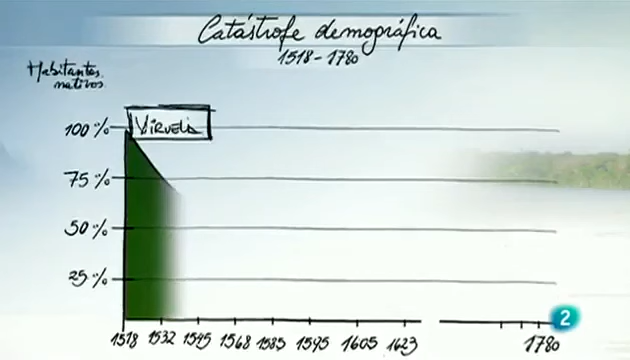 Catástrofe demográfica
1518-1780
Habitantes
nativos
Viruela
100%
75%
50%
25%
1518 1532 1545 1568 1583 1595 1605 1623 1780
2